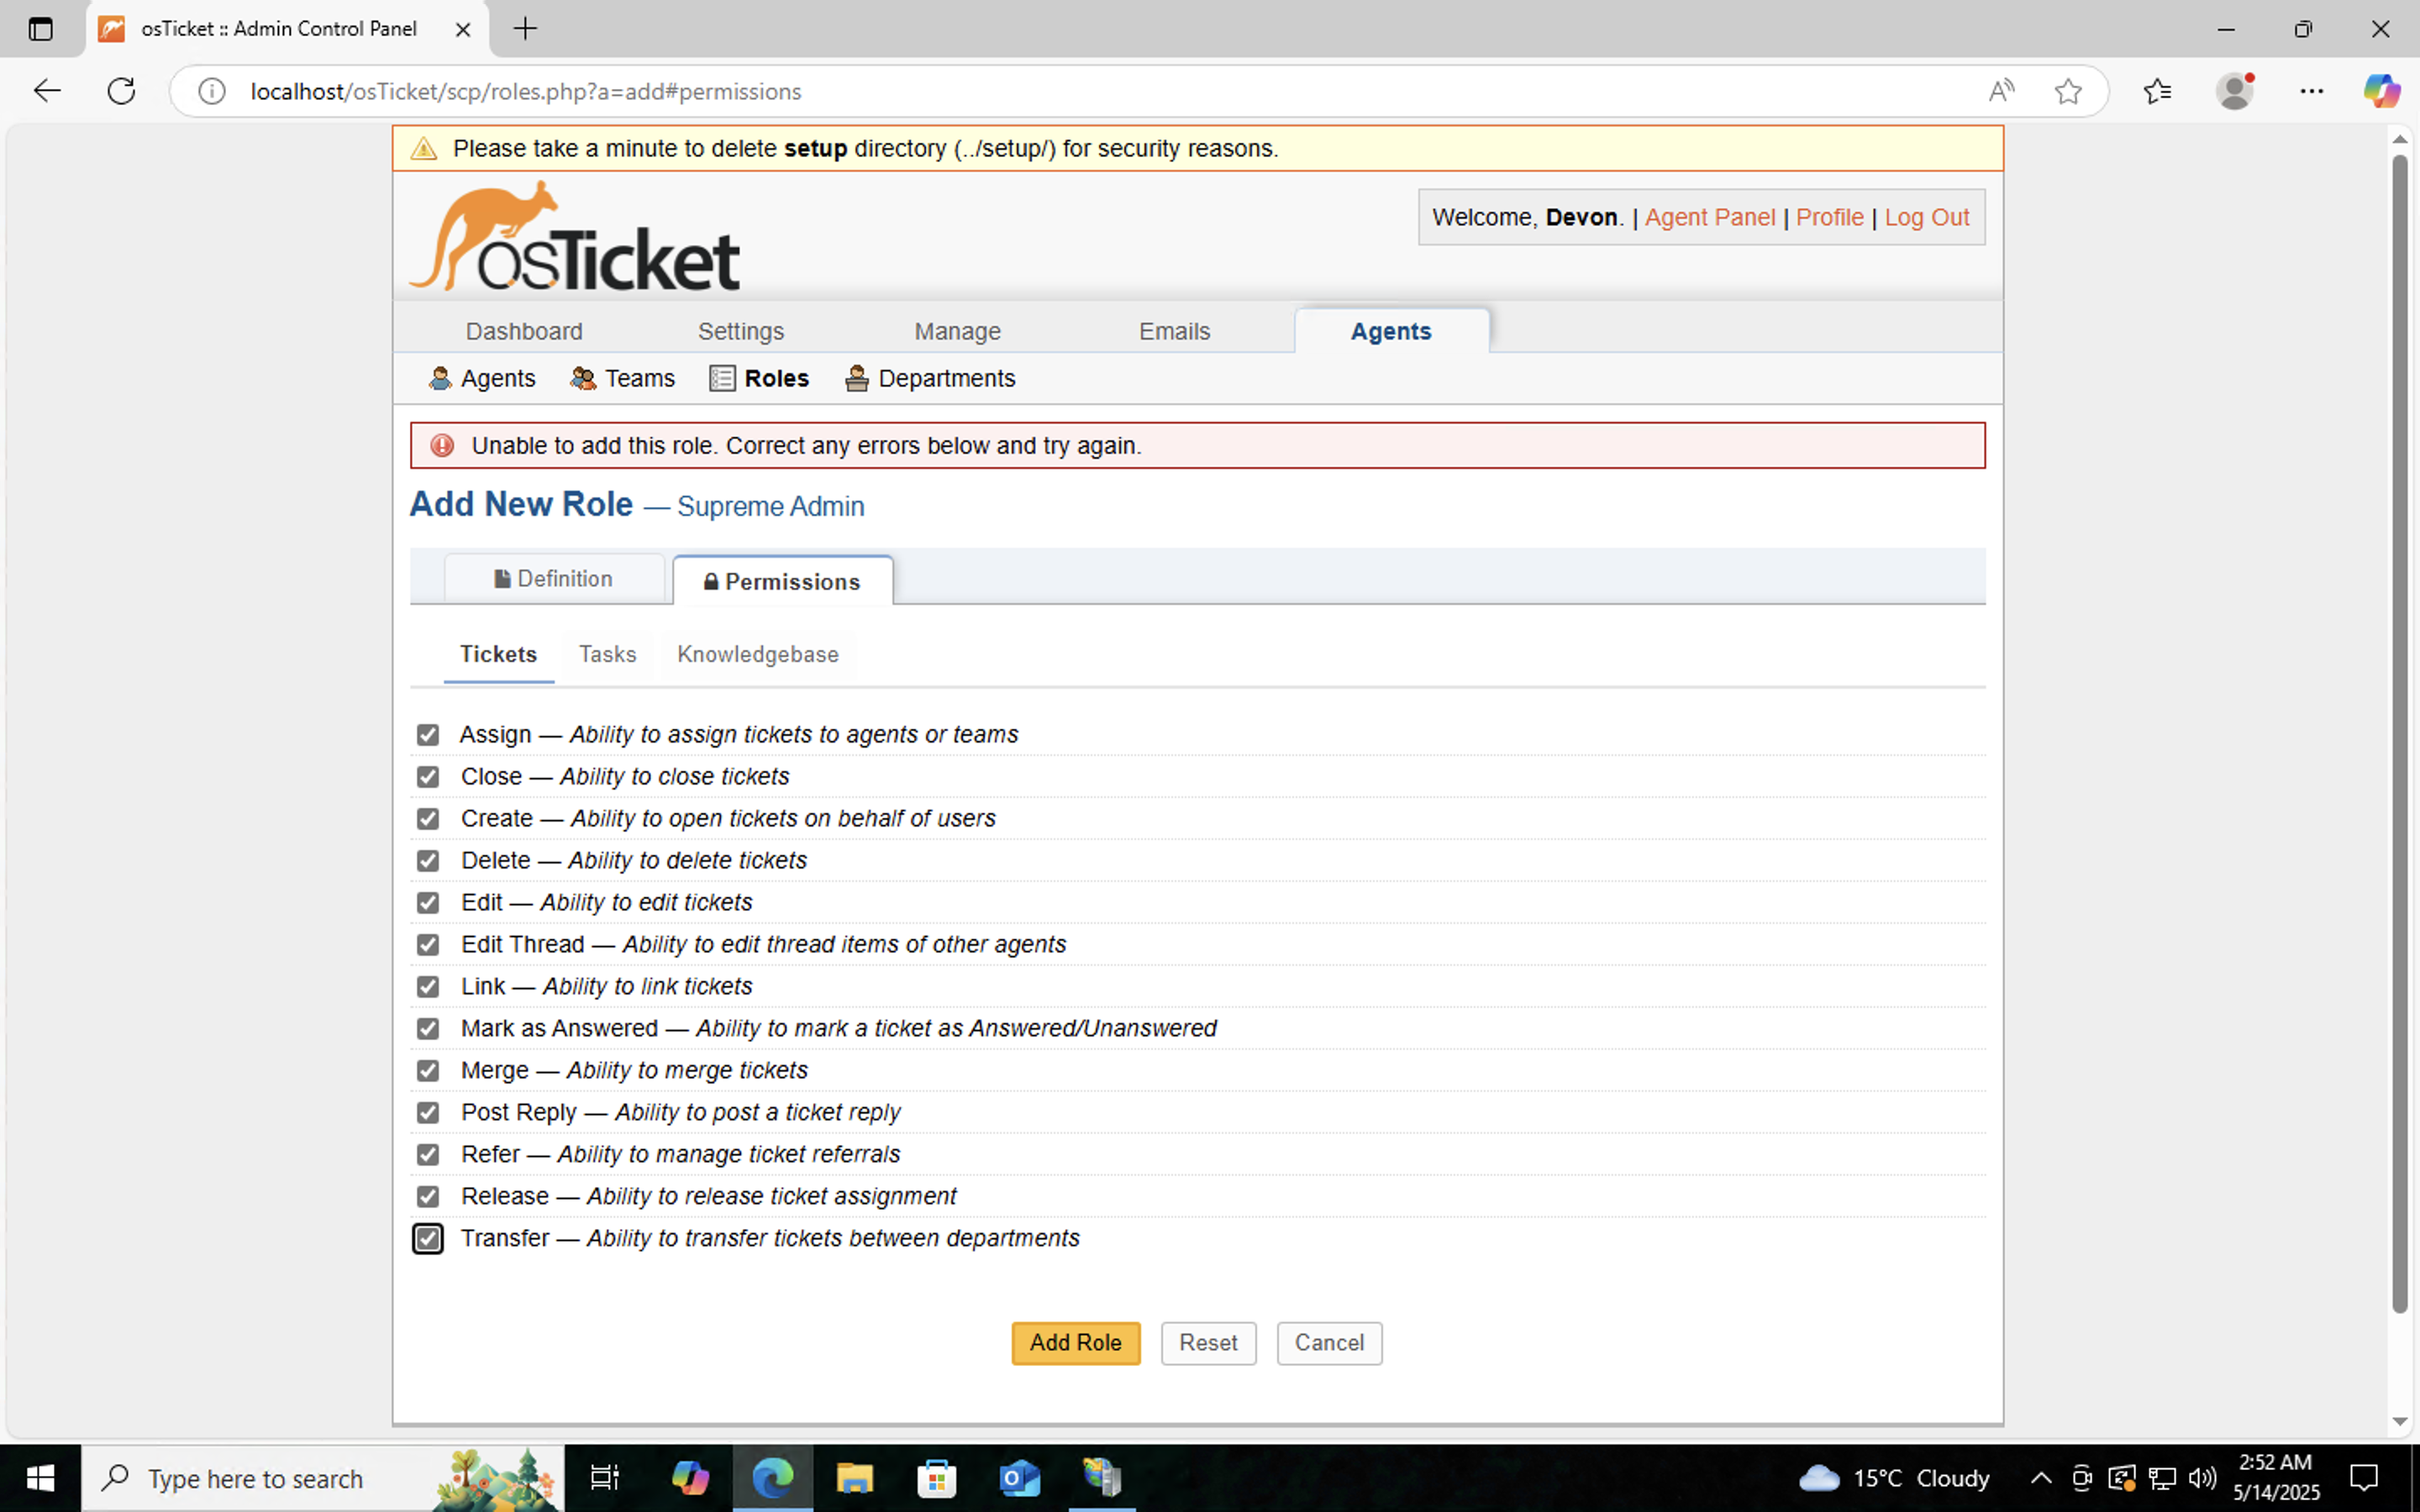 osTicket :: Admin Control Panel
localhost/osTicket/scp/roles.php?a=add#permissions
Please take a minute to delete setup directory (../setup/) for security reasons.
osTicket
Welcome, Devon. | Agent Panel | Profile | Log Out
Dashboard Settings Manage Emails Agents
Agents Teams Roles Departments
Unable to add this role. Correct any errors below and try again.
Add New Role — Supreme Admin
Definition Permissions
Tickets Tasks Knowledgebase
Assign — Ability to assign tickets to agents or teams
Close — Ability to close tickets
Create — Ability to open tickets on behalf of users
Delete — Ability to delete tickets
Edit — Ability to edit tickets
Edit Thread — Ability to edit thread items of other agents
Link — Ability to link tickets
Mark as Answered — Ability to mark a ticket as Answered/Unanswered
Merge — Ability to merge tickets
Post Reply — Ability to post a ticket reply
Refer — Ability to manage ticket referrals
Release — Ability to release ticket assignment
Transfer — Ability to transfer tickets between departments
Add Role Reset Cancel
Type here to search
15°C Cloudy
2:52 AM
5/14/2025